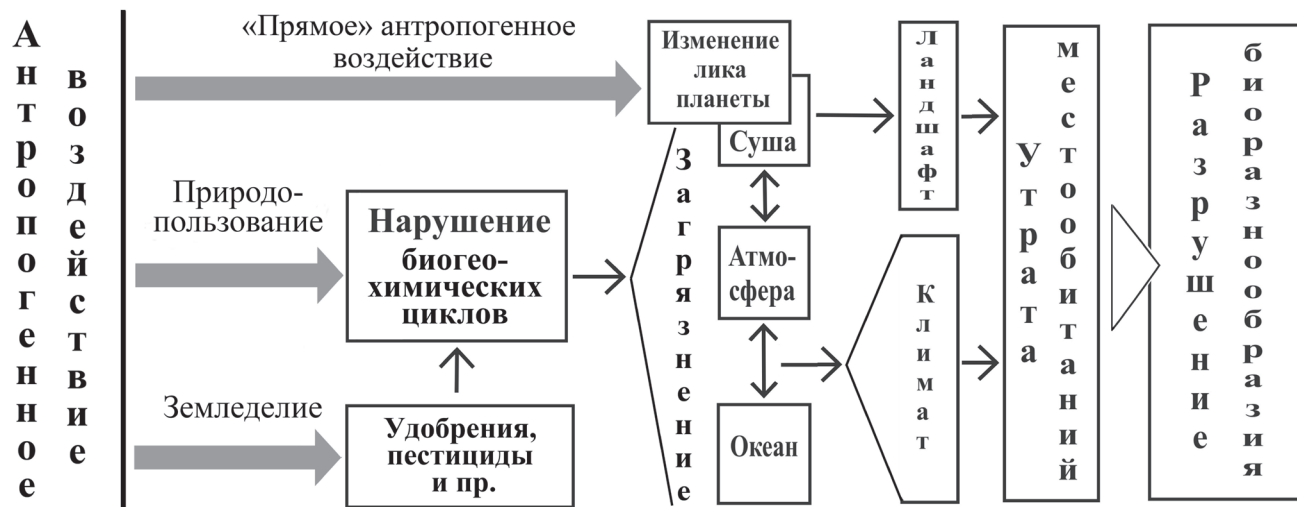 Антропогенное
воздействие
«Прямое» антропогенное
воздействие
Природо-
пользование
Земледелие
Нарушение
биогео-
химических
циклов
Удобрения,
пестициды
и пр.
Загрязнение
Изменение
лика
планеты
Суша
Атмо-
сфера
Океан
Ландшафт
Климат
Утрата
местообитаний
Разрушение
биоразнообразия